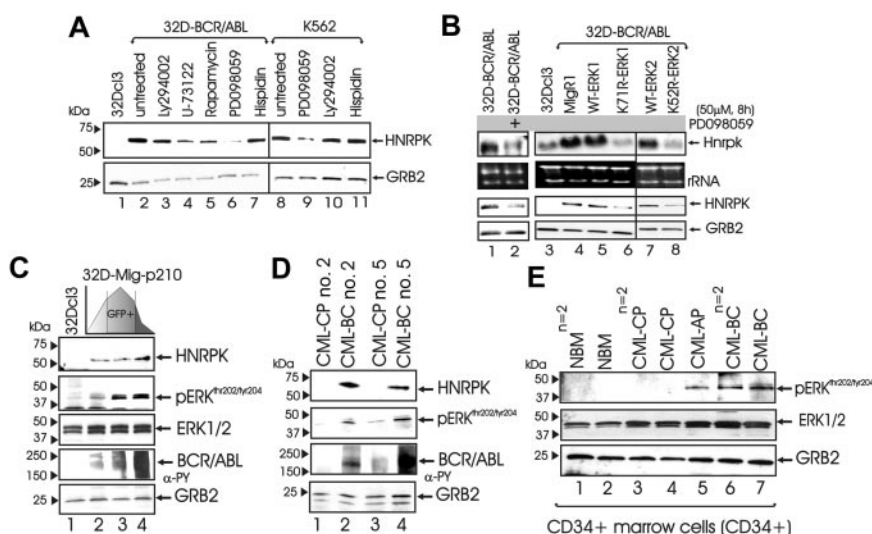 A
32D-BCR/ABL
K562
32Dcl3
untreated
Ly294002
U-73122
Rapamycin
PD098059
Hispidin
untreated
PD098059
Ly294002
Hispidin
kDa
75
50
HNRPK
25
GRB2
1 2 3 4 5 6 7 8 9 10 11
B
32D-BCR/ABL
32D-BCR/ABL
32D-BCR/ABL
32Dcl3
MIgR1
WT-ERK1
K71R-ERK1
WT-ERK2
K52R-ERK2
(50μM, 8h)
+
PD098059
Hnrpk
rRNA
HNRPK
GRB2
1 2 3 4 5 6 7 8
C
32D-MIg-p210
32Dcl3
GFP+
kDa
75
50
HNRPK
50
37
pERK thr202/tyr204
50
37
ERK1/2
250
150
BCR/ABL
α-PY
25
GRB2
1 2 3 4
D
CML-CP no. 2
CML-BC no. 2
CML-CP no. 5
CML-BC no. 5
kDa
75
50
HNRPK
50
37
pERK thr202/tyr204
250
150
BCR/ABL
α-PY
25
GRB2
1 2 3 4
E
n=2
n=2
n=2
NBM
NBM
CML-CP
CML-CP
CML-AP
CML-BC
CML-BC
kDa
50
37
pERK thr202/tyr204
50
37
ERK1/2
25
GRB2
1 2 3 4 5 6 7
CD34+ marrow cells (CD34+)